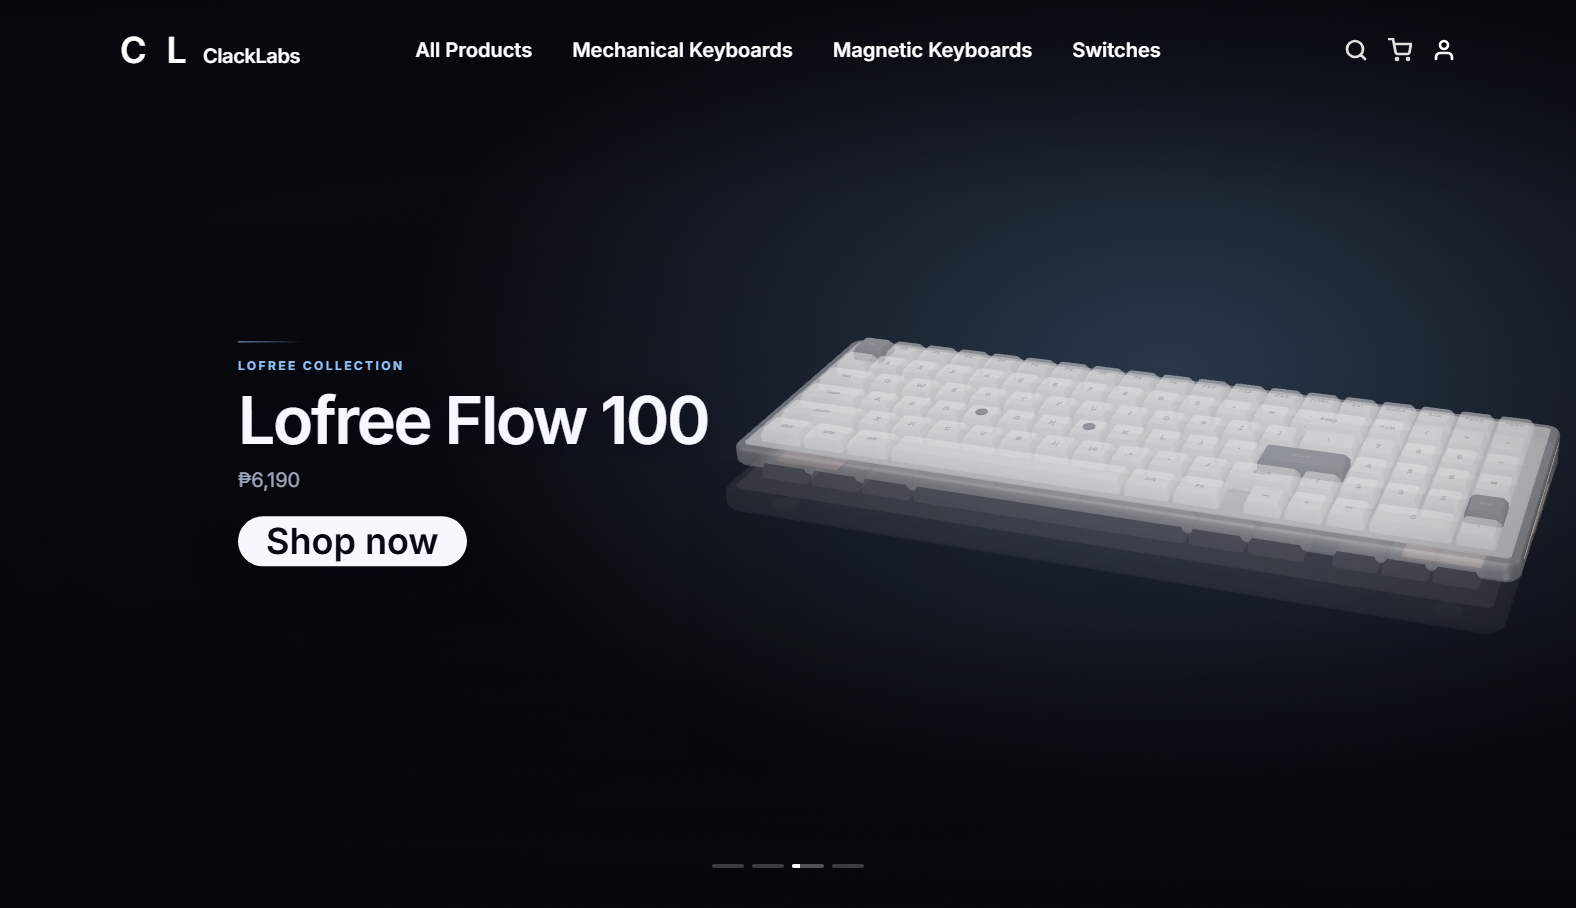 C L ClackLabs
All Products
Mechanical Keyboards
Magnetic Keyboards
Switches
LOFREE COLLECTION
Lofree Flow 100
₱6,190
Shop now